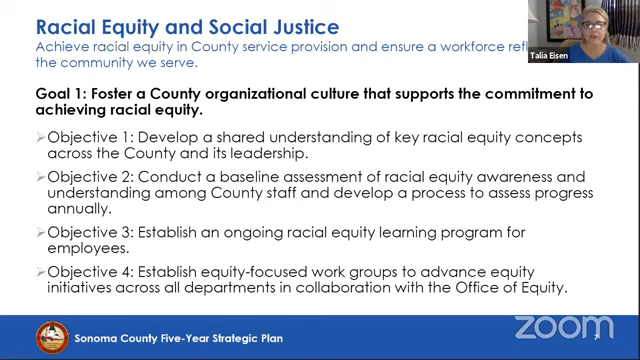 Racial Equity and Social Justice
Achieve racial equity in County service provision and ensure a workforce
the community we serve.
Talia Eisen
Goal 1: Foster a County organizational culture that supports the commitment to
achieving racial equity.
Objective 1: Develop a shared understanding of key racial equity concepts
across the County and its leadership.
Objective 2: Conduct a baseline assessment of racial equity awareness and
understanding among County staff and develop a process to assess progress
annually.
Objective 3: Establish an ongoing racial equity learning program for
employees.
Objective 4: Establish equity-focused work groups to advance equity
initiatives across all departments in collaboration with the Office of Equity.
Sonoma County Five-Year Strategic Plan
zoom